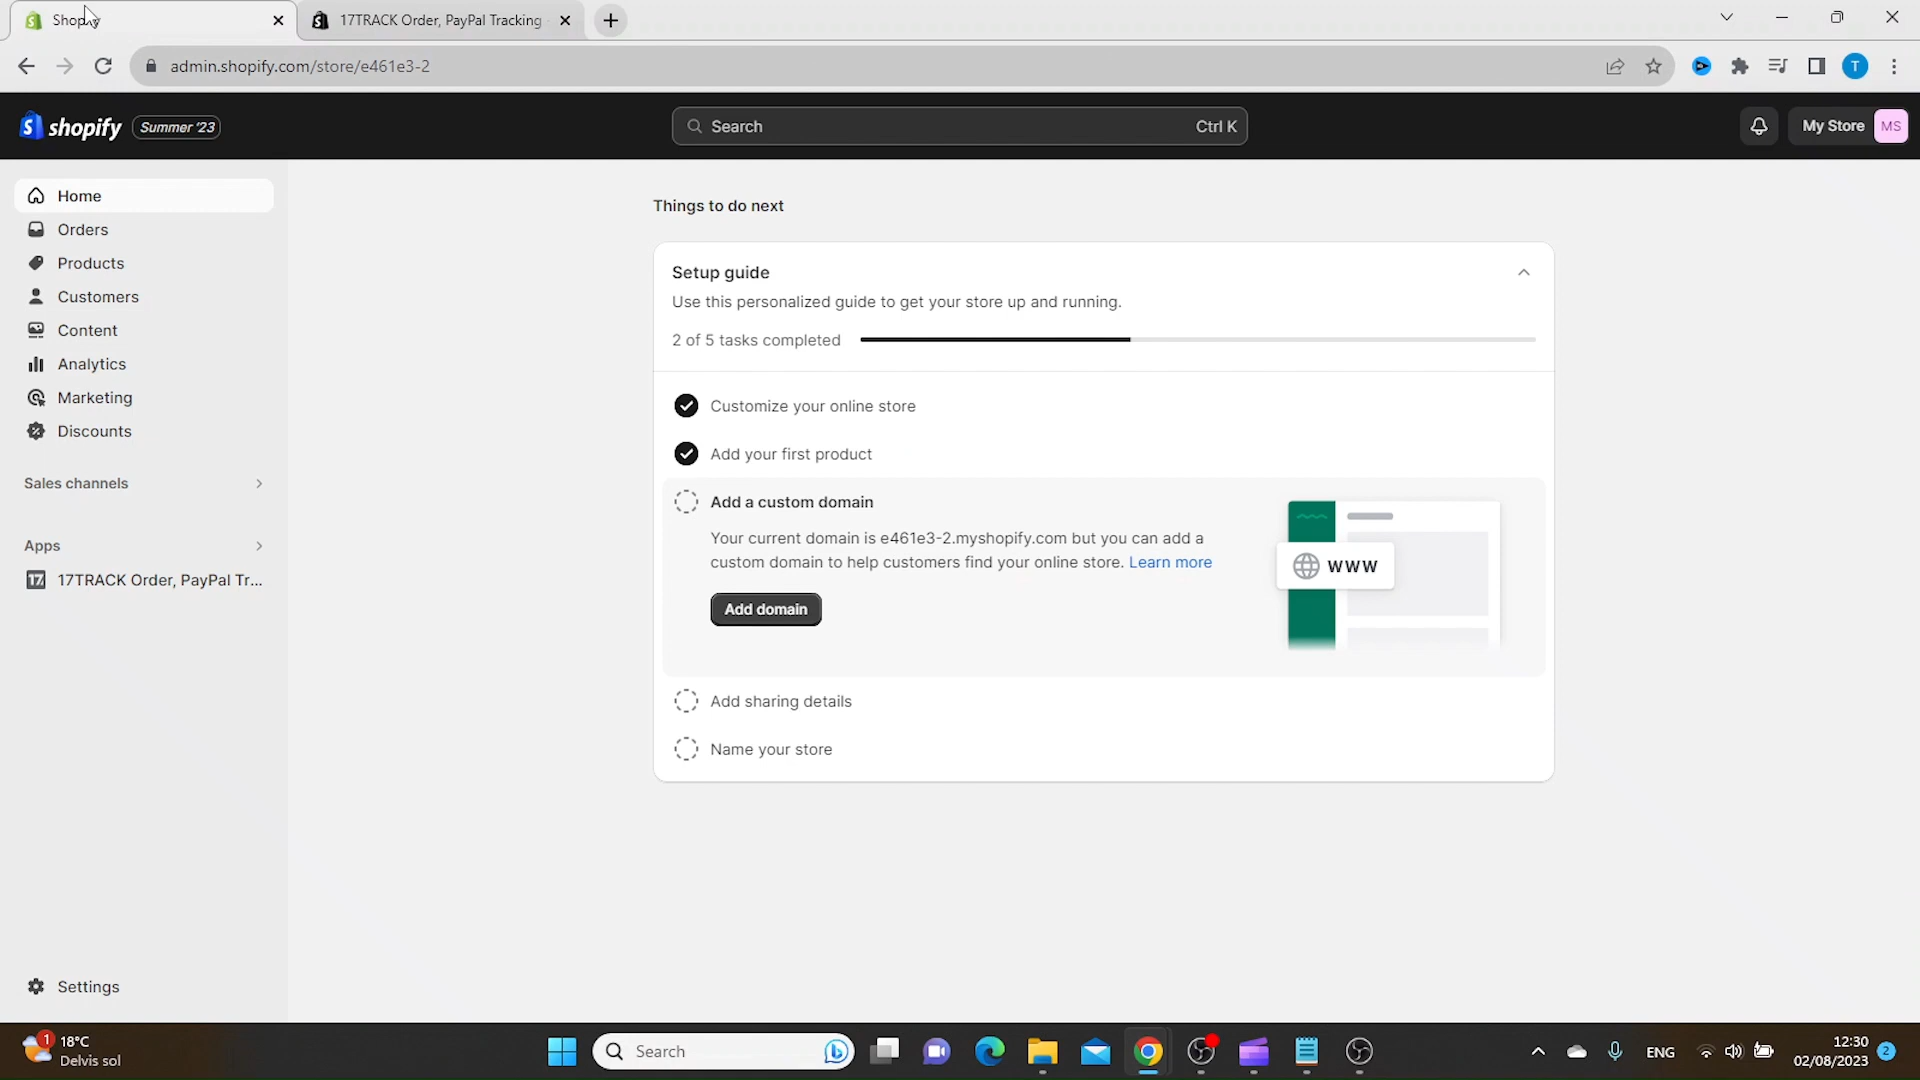 Shopify
17TRACK Order, PayPal Tracking
admin.shopify.com/store/e461e3-2
T
shopify
Summer '23
Search
Ctrl K
My Store
MS
Home
Orders
Products
Customers
Content
Analytics
Marketing
Discounts
Sales channels
Apps
17 17TRACK Order, PayPal Tr...
Settings
Things to do next
Setup guide
Use this personalized guide to get your store up and running.
2 of 5 tasks completed
Customize your online store
Add your first product
Add a custom domain
Your current domain is e461e3-2.myshopify.com but you can add a
custom domain to help customers find your online store. Learn more
Add domain
WWW
Add sharing details
Name your store
1
18°C
Delvis sol
Search
ENG
12:30
02/08/2023
2